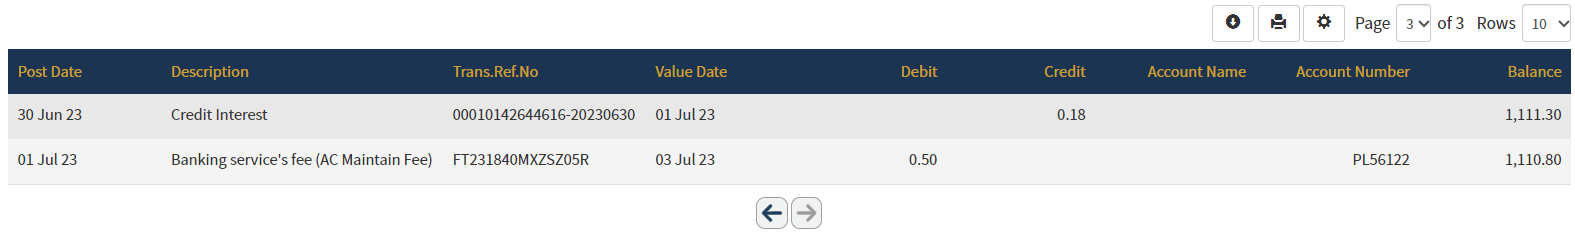 Page 3 of 3 Rows 10
Post Date Description Trans.Ref.No Value Date Debit Credit Account Name Account Number Balance
30 Jun 23 Credit Interest 00010142644616-20230630 01 Jul 23 0.18 1,111.30
01 Jul 23 Banking service's fee (AC Maintain Fee) FT231840MXZSZ05R 03 Jul 23 0.50 PL56122 1,110.80